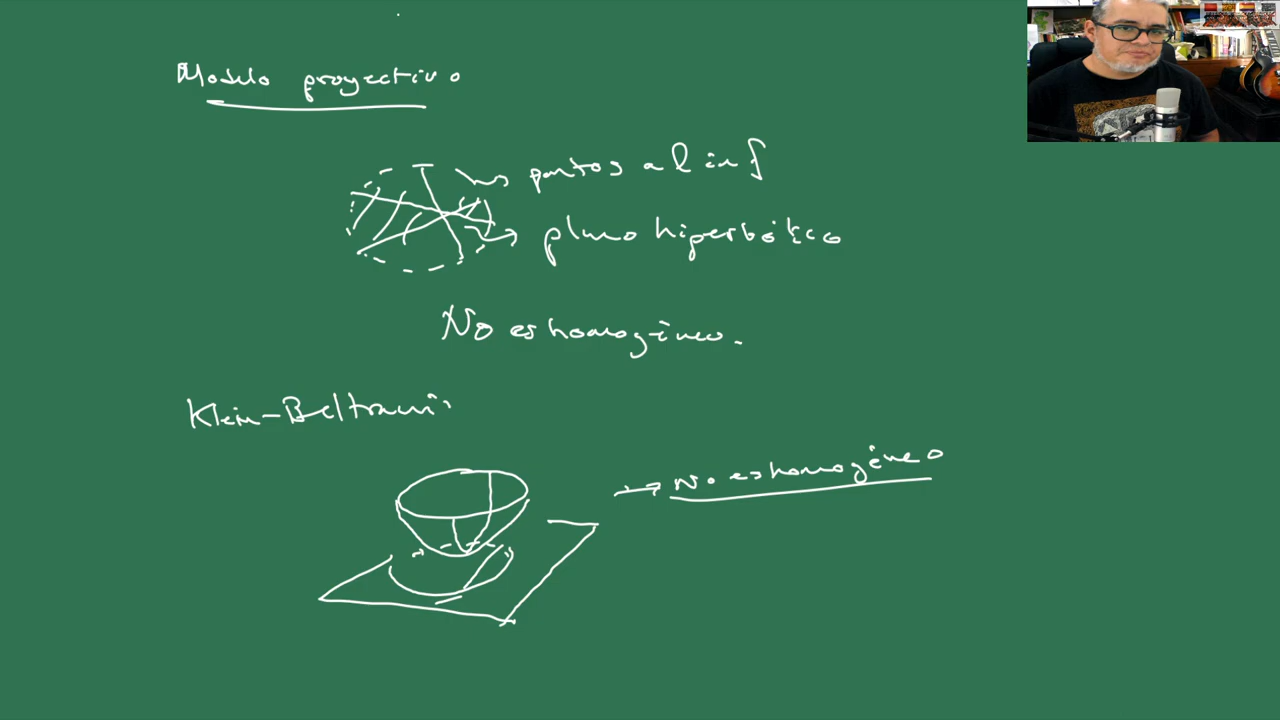 Modelo proyectivo
puntos al inf
plano hiperbólico
No es homogéneo.
Klein-Beltrami
No es homogéneo